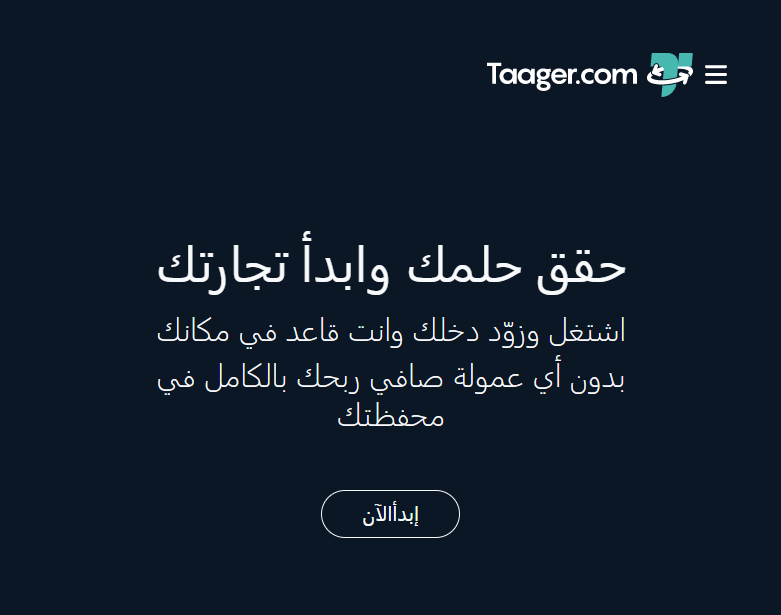 Taager.com
حقق حلمك وابدأ تجارتك
اشتغل وزوّد دخلك وانت قاعد في مكانك
بدون أي عمولة صافي ربحك بالكامل في
محفظتك
إبدأالآن